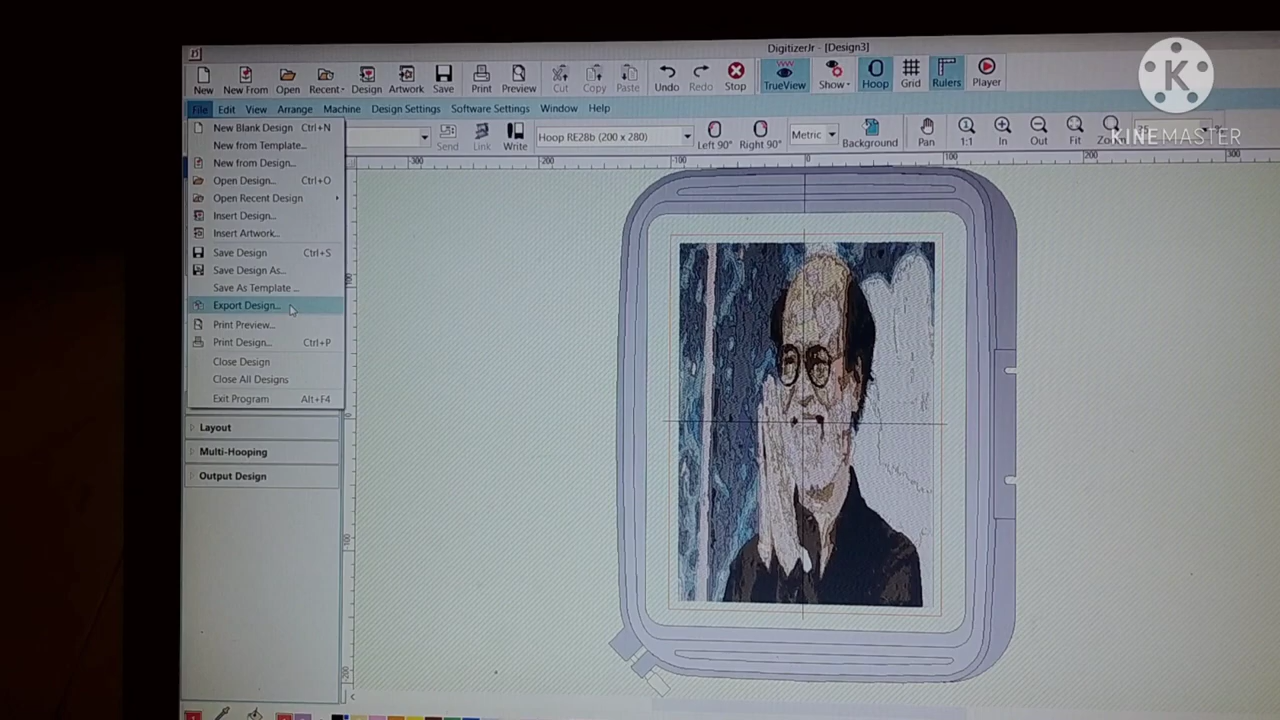 DigitizerJr - [Design3]
New New From Open Recent Design Artwork Save Print Preview Cut Copy Paste Undo Redo Stop TrueView Show Hoop Grid Rulers Player
K
KINEMASTER
File Edit View Arrange Machine Design Settings Software Settings Window Help
Send Link Write Hoop RE28b (200 x 280) Left 90° Right 90° Metric Background Pan 1:1 In Out Fit
-300 -200 -100 0 100 200 300
New Blank Design Ctrl+N
New from Template...
New from Design...
Open Design... Ctrl+O
Open Recent Design
Insert Design...
Insert Artwork...
Save Design Ctrl+S
Save Design As...
Save As Template ...
Export Design...
Print Preview...
Print Design... Ctrl+P
Close Design
Close All Designs
Exit Program Alt+F4
Layout
Multi-Hooping
Output Design
100
0
-100
-200